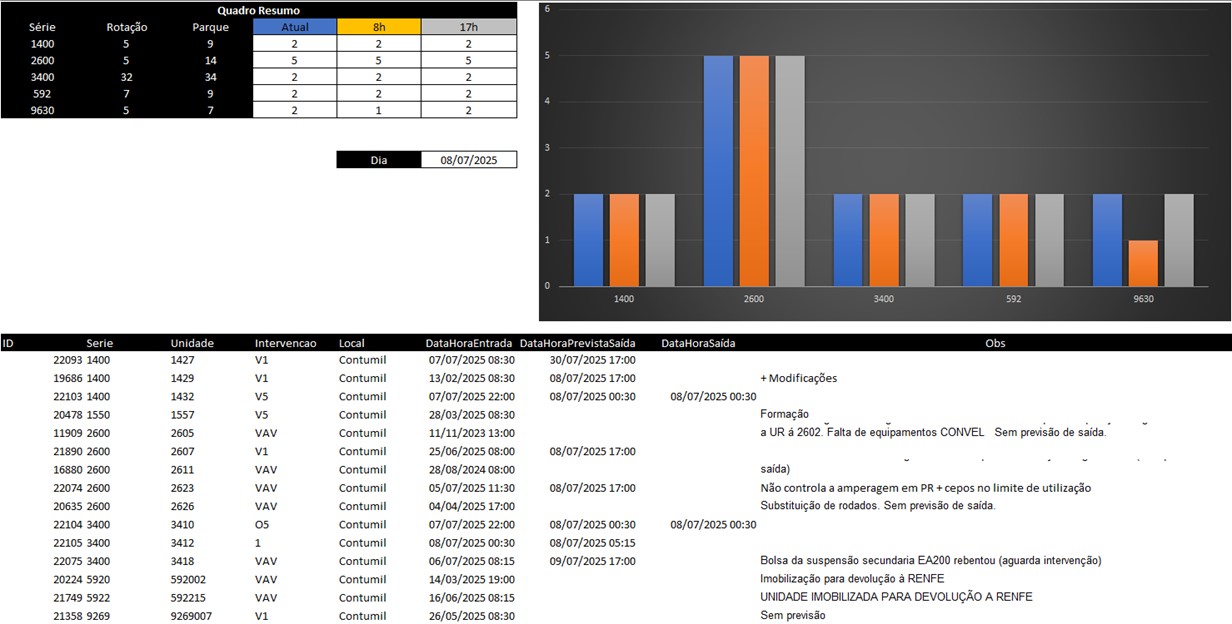 Quadro Resumo
Série Rotação Parque Atual 8h 17h
1400 5 9 2 2 2
2600 5 14 5 5 5
3400 32 34 2 2 2
592 7 9 2 2 2
9630 5 7 2 1 2
Dia 08/07/2025
6
5
4
3
2
1
0
1400 2600 3400 592 9630
ID Serie Unidade Intervencao Local DataHoraEntrada DataHoraPrevistaSaída DataHoraSaída Obs
22093 1400 1427 V1 Contumil 07/07/2025 08:30 30/07/2025 17:00
19686 1400 1429 V1 Contumil 13/02/2025 08:30 08/07/2025 17:00 + Modificações
22103 1400 1432 V5 Contumil 07/07/2025 22:00 08/07/2025 00:30 08/07/2025 00:30
20478 1550 1557 V5 Contumil 28/03/2025 08:30 Formação
11909 2600 2605 VAV Contumil 11/11/2023 13:00 a UR á 2602. Falta de equipamentos CONVEL Sem previsão de saída.
21890 2600 2607 V1 Contumil 25/06/2025 08:00 08/07/2025 17:00
16880 2600 2611 VAV Contumil 28/08/2024 08:00 saída)
22074 2600 2623 VAV Contumil 05/07/2025 11:30 08/07/2025 17:00 Não controla a amperagem em PR + cepos no limite de utilização
20635 2600 2626 VAV Contumil 04/04/2025 17:00 Substituição de rodados. Sem previsão de saída.
22104 3400 3410 O5 Contumil 07/07/2025 22:00 08/07/2025 00:30 08/07/2025 00:30
22105 3400 3412 1 Contumil 08/07/2025 00:30 08/07/2025 05:15
22075 3400 3418 VAV Contumil 06/07/2025 08:15 09/07/2025 17:00 Bolsa da suspensão secundaria EA200 rebentou (aguarda intervenção)
20224 5920 592002 VAV Contumil 14/03/2025 19:00 Imobilização para devolução à RENFE
21749 5922 592215 VAV Contumil 16/06/2025 08:15 UNIDADE IMOBILIZADA PARA DEVOLUÇÃO A RENFE
21358 9269 9269007 V1 Contumil 26/05/2025 08:30 Sem previsão